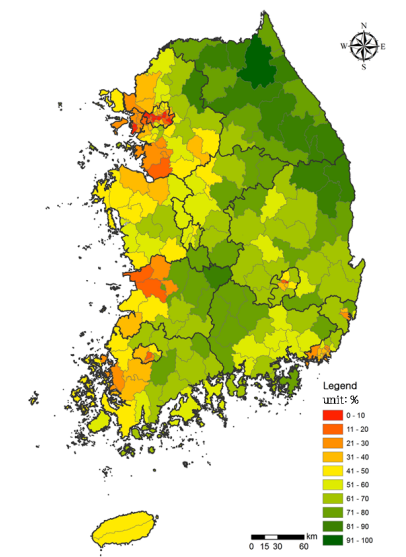 N
W E
S
Legend
unit: %
0 - 10
11 - 20
21 - 30
31 - 40
41 - 50
51 - 60
61 - 70
71 - 80
81 - 90
91 - 100
km
0 15 30 60